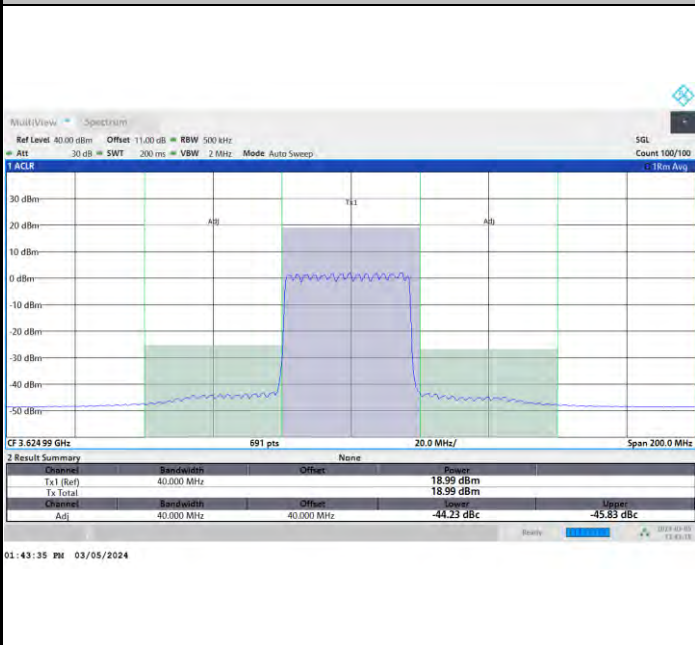 MultiView Spectrum
Ref Level 40.00 dBm Offset 11.00 dB RBW 500 kHz SGL
Att 30 dB SWT 200 ms VBW 2 MHz Mode Auto Sweep Count 100/100
1 ACLR 1Rm Avg
Tx1
30 dBm
Adj Adj
20 dBm
10 dBm
0 dBm
-10 dBm
-20 dBm
-30 dBm
-40 dBm
-50 dBm
CF 3.624 99 GHz 691 pts 20.0 MHz/ Span 200.0 MHz
2 Result Summary None
Channel Bandwidth Offset Power
Tx1 (Ref) 40.000 MHz 18.99 dBm
Tx Total 18.99 dBm
Channel Bandwidth Offset Lower Upper
Adj 40.000 MHz 40.000 MHz -44.23 dBc -45.83 dBc
Ready
01:43:35 PM 03/05/2024